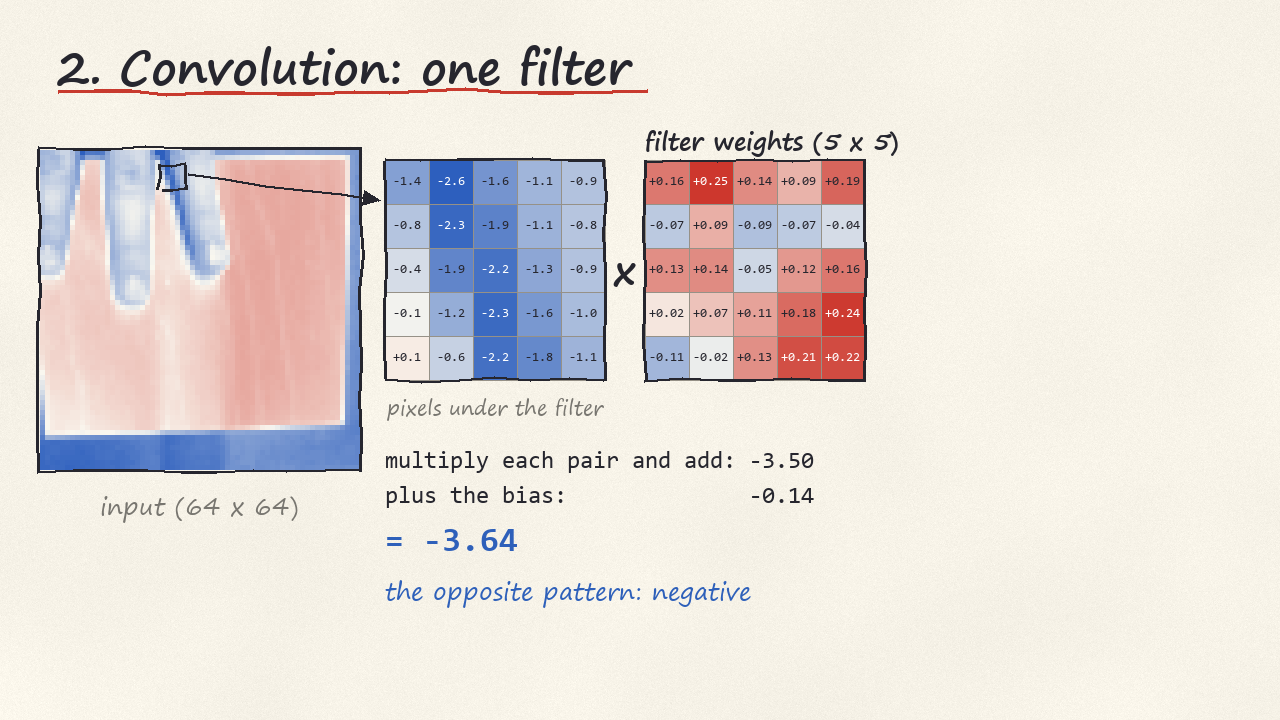 2. Convolution: one filter
filter weights (5 x 5)
-1.4 -2.6 -1.6 -1.1 -0.9
-0.8 -2.3 -1.9 -1.1 -0.8
-0.4 -1.9 -2.2 -1.3 -0.9
-0.1 -1.2 -2.3 -1.6 -1.0
+0.1 -0.6 -2.2 -1.8 -1.1
x
+0.16 +0.25 +0.14 +0.09 +0.19
-0.07 +0.09 -0.09 -0.07 -0.04
+0.13 +0.14 -0.05 +0.12 +0.16
+0.02 +0.07 +0.11 +0.18 +0.24
-0.11 -0.02 +0.13 +0.21 +0.22
pixels under the filter
input (64 x 64)
multiply each pair and add: -3.50
plus the bias: -0.14
= -3.64
the opposite pattern: negative